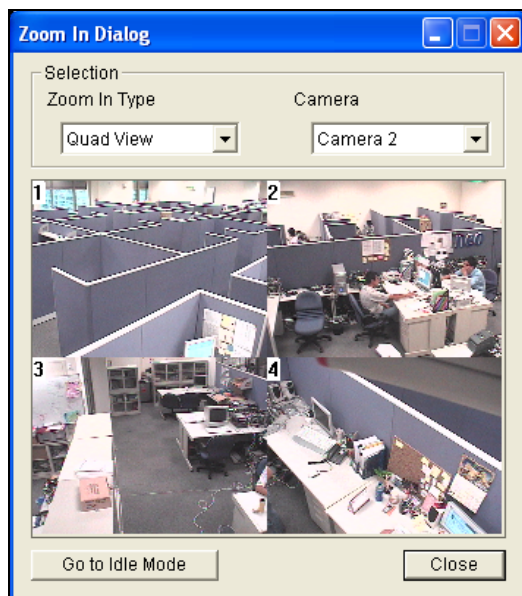 Zoom In Dialog
Selection
Zoom In Type
Camera
Quad View
Camera 2
1
2
3
4
Go to Idle Mode
Close